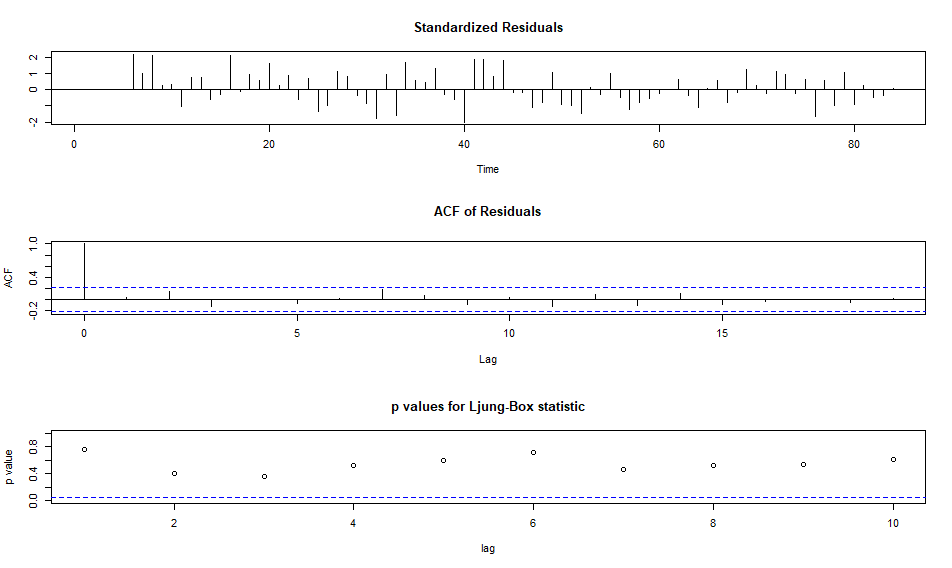 Standardized Residuals
2
1
0
-2
0 20 40 60 80
Time
ACF of Residuals
ACF
1.0
0.4
-0.2
0 5 10 15
Lag
p values for Ljung-Box statistic
p value
0.8
0.4
0.0
2 4 6 8 10
lag